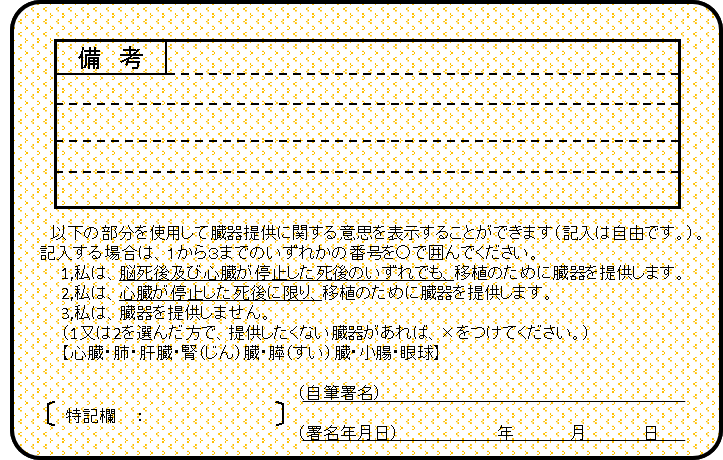 備 考
以下の部分を使用して臓器提供に関する意思を表示することができます(記入は自由です。)。
記入する場合は、1から3までのいずれかの番号を○で囲んでください。
1,私は、脳死後及び心臓が停止した死後のいずれでも、移植のために臓器を提供します。
2,私は、心臓が停止した死後に限り、移植のために臓器を提供します。
3,私は、臓器を提供しません。
(1又は2を選んだ方で、提供したくない臓器があれば、×をつけてください。)
【心臓・肺・肝臓・腎(じん)臓・膵(すい)臓・小腸・眼球】
(自筆署名)
〔 特記欄 : 〕
(署名年月日) 年 月 日